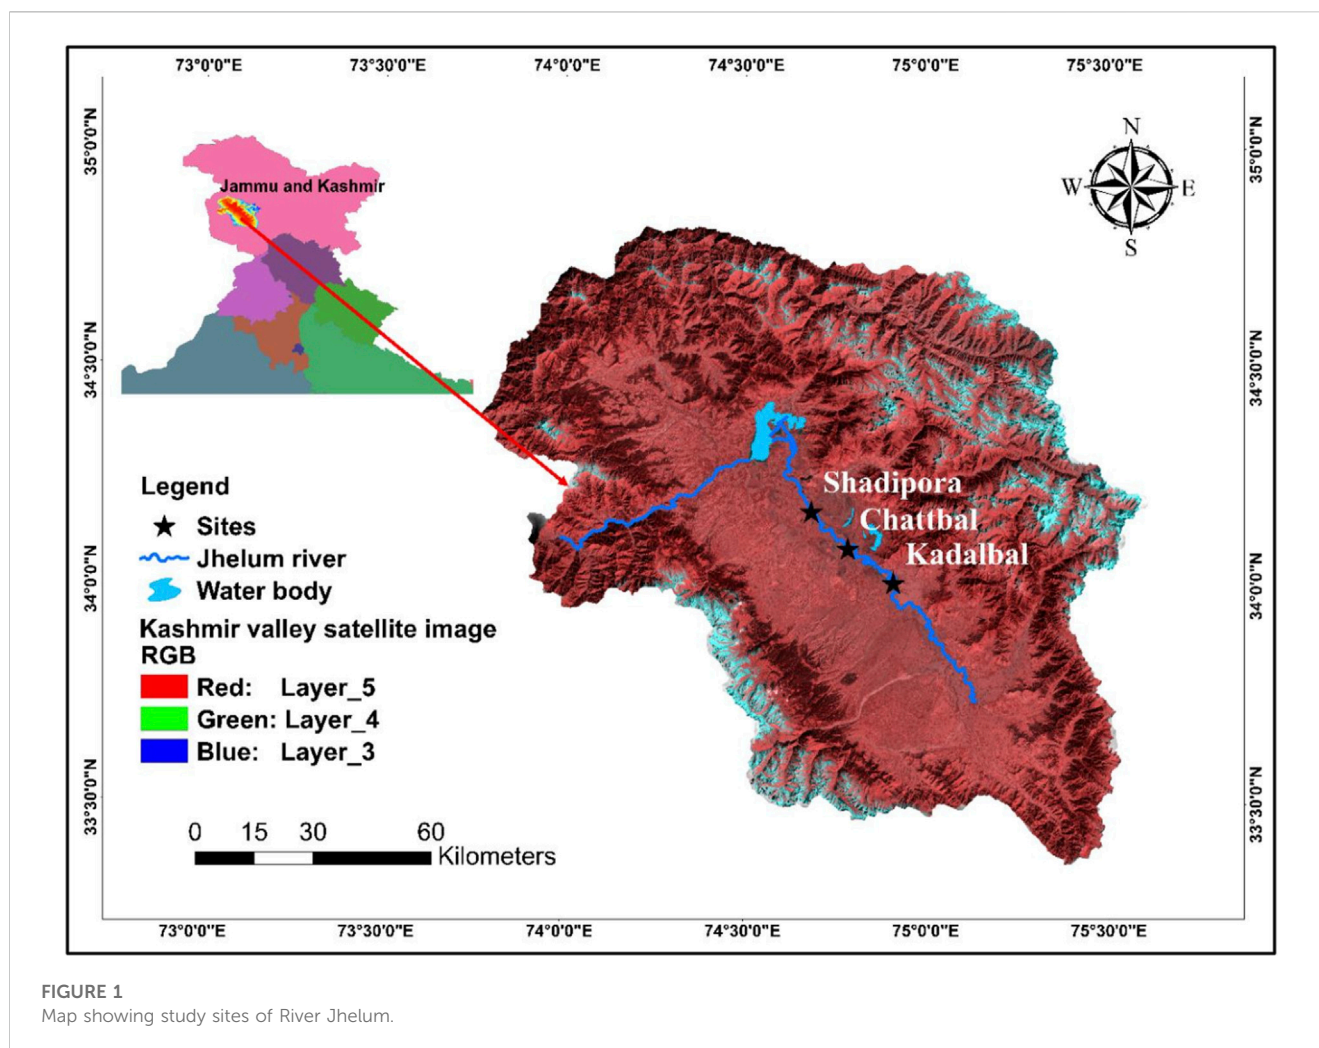 73°0'0"E 73°30'0"E 74°0'0"E 74°30'0"E 75°0'0"E 75°30'0"E
35°0'0"N
34°30'0"N
34°0'0"N
33°30'0"N
35°0'0"N
34°30'0"N
34°0'0"N
33°30'0"N
N
W E
S
Jammu and Kashmir
Shadipora
Chattbal
Kadalbal
Legend
Sites
Jhelum river
Water body
Kashmir valley satellite image
RGB
Red: Layer_5
Green: Layer_4
Blue: Layer_3
0 15 30 60
Kilometers
73°0'0"E 73°30'0"E 74°0'0"E 74°30'0"E 75°0'0"E 75°30'0"E
FIGURE 1
Map showing study sites of River Jhelum.